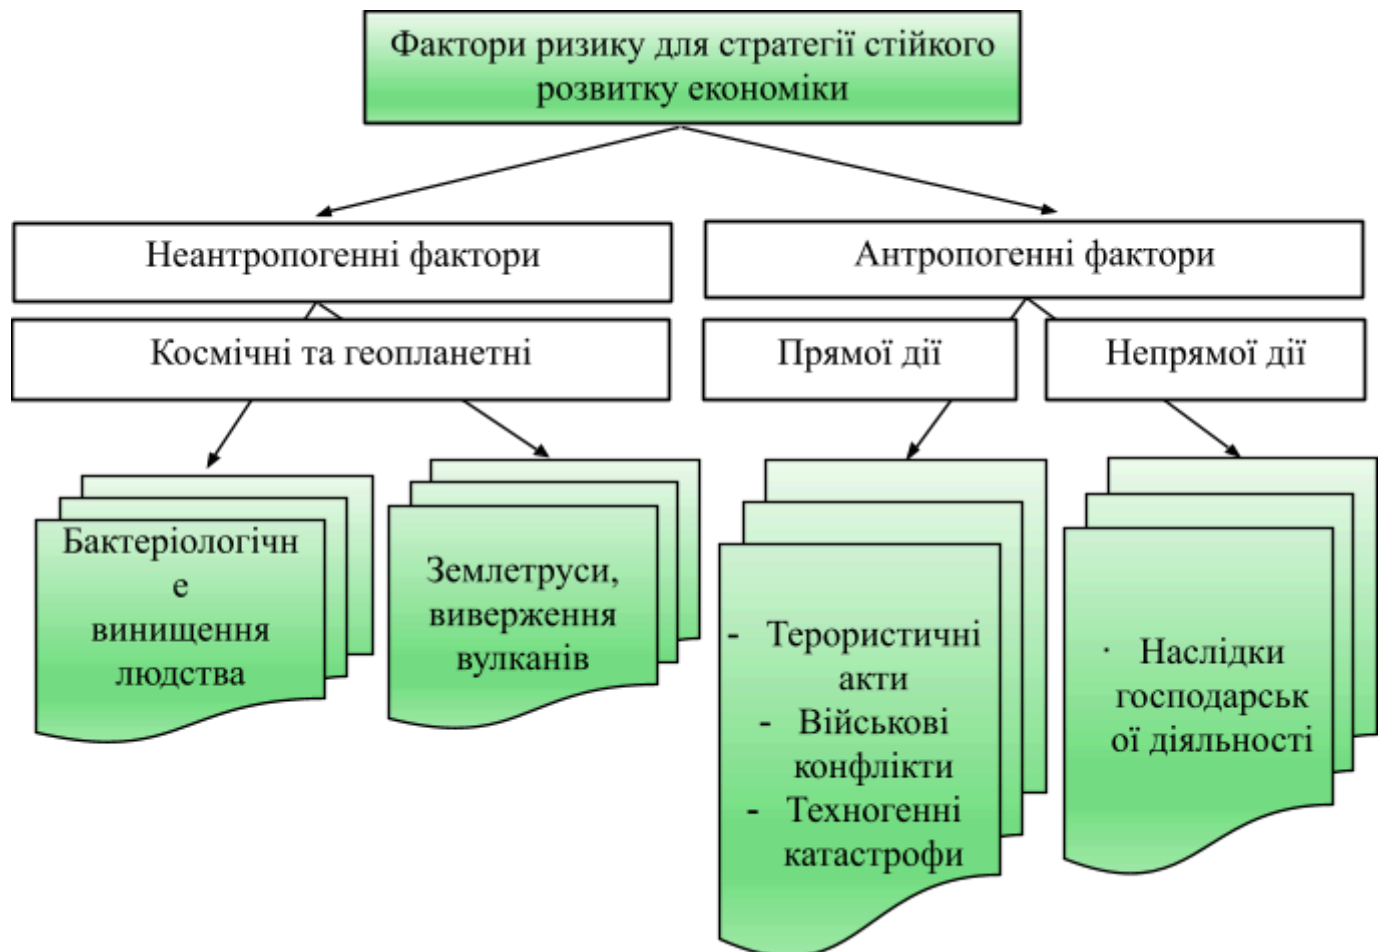 Фактори ризику для стратегії стійкого
розвитку економіки
Неантропогенні фактори
Антропогенні фактори
Космічні та геопланетні
Прямої дії
Непрямої дії
Бактеріологічн
е
винищення
людства
Землетруси,
виверження
вулканів
- Терористичні
акти
- Військові
конфлікти
- Техногенні
катастрофи
· Наслідки
господарськ
ої діяльності